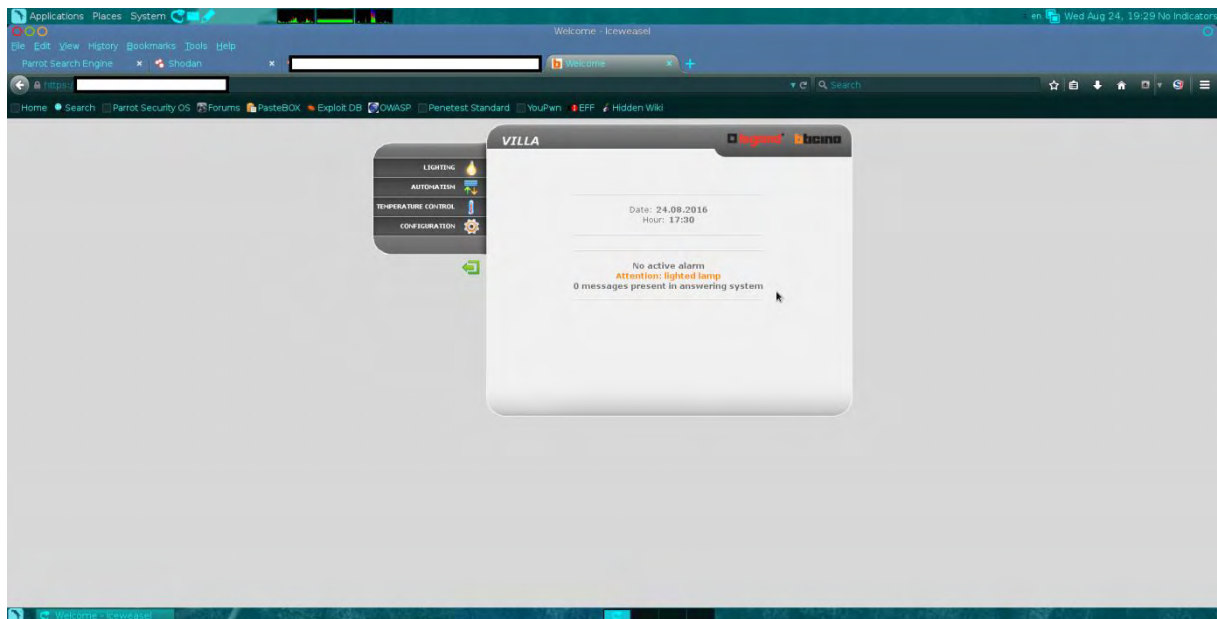 Applications Places System
en Wed Aug 24, 19:29 No Indicators
Welcome - Iceweasel
File Edit View History Bookmarks Tools Help
Parrot Search Engine Shodan Welcome
https: Search
Home Search Parrot Security OS Forums PasteBOX Exploit DB OWASP Penetest Standard YouPwn EFF Hidden Wiki
VILLA
legrand bticino
LIGHTING
AUTOMATISM
TEMPERATURE CONTROL
CONFIGURATION
Date: 24.08.2016
Hour: 17:30
No active alarm
Attention: lighted lamp
0 messages present in answering system
Welcome - Iceweasel